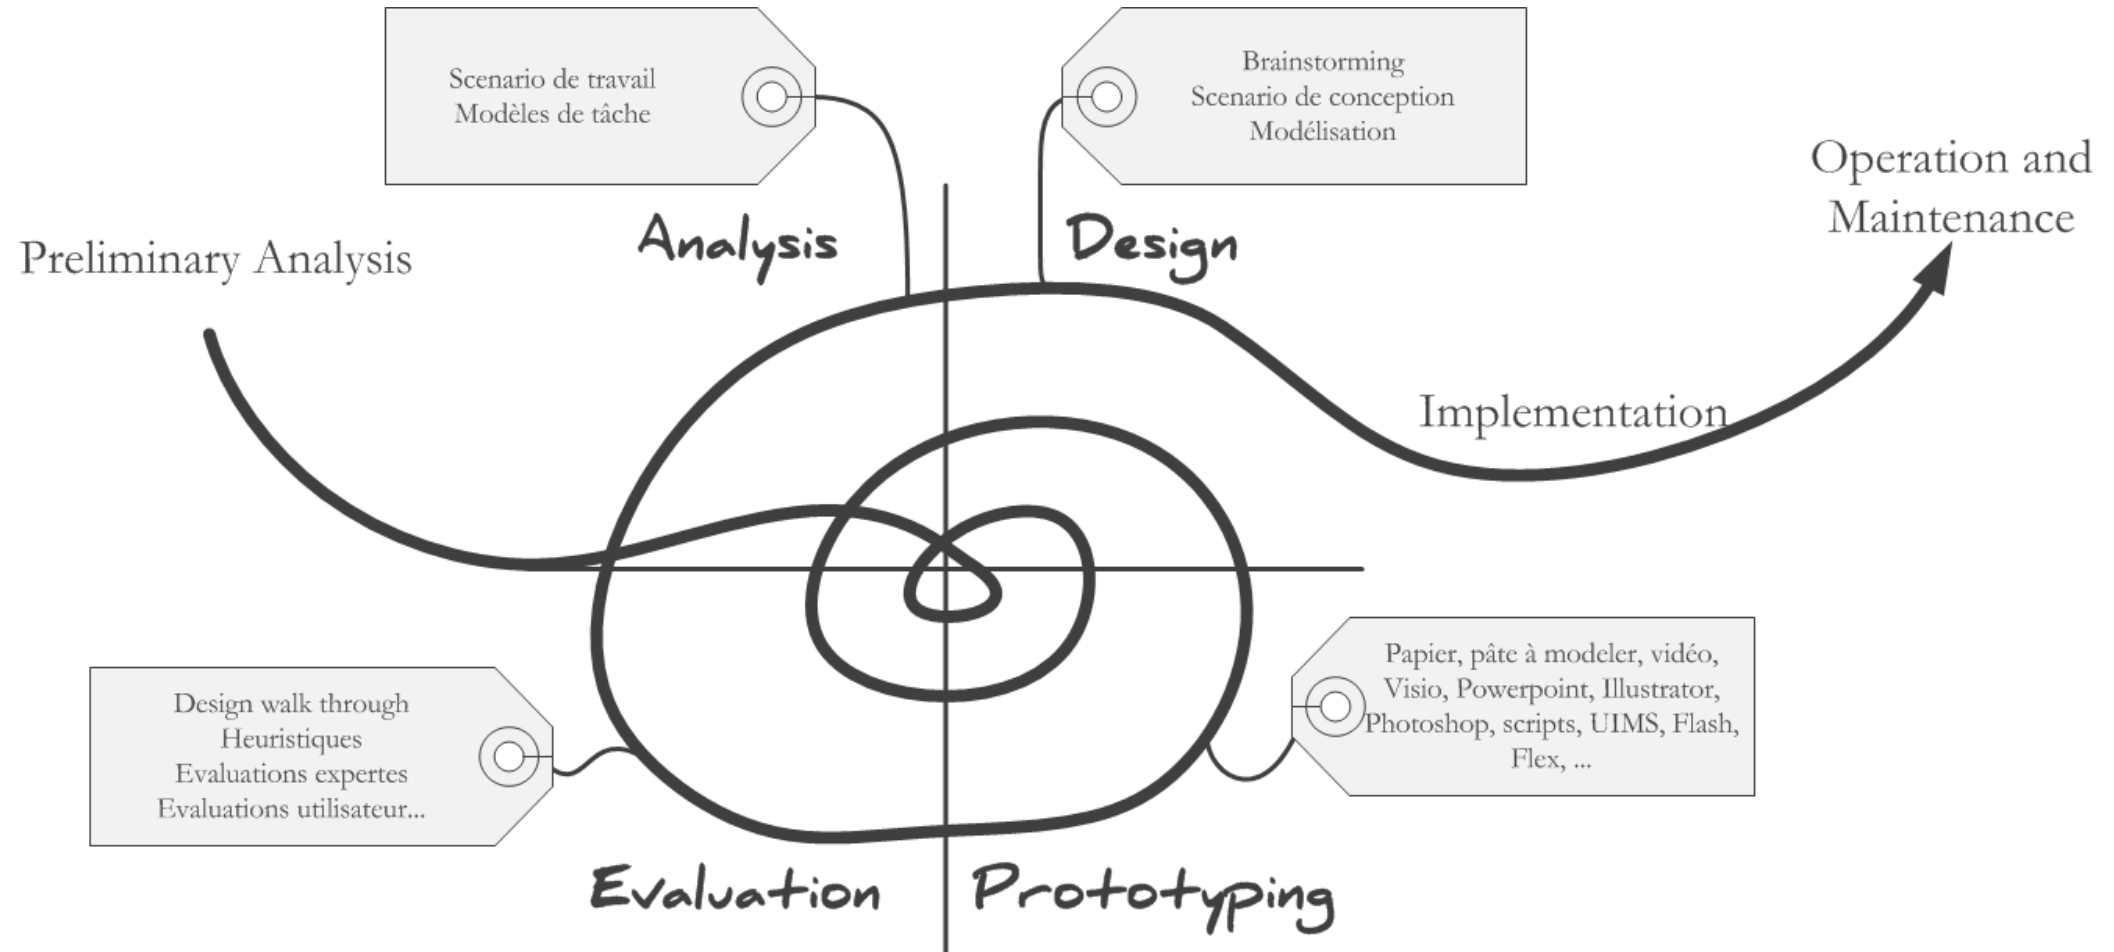 Scenario de travail
Modèles de tâche
Brainstorming
Scenario de conception
Modélisation
Operation and
Maintenance
Preliminary Analysis
Analysis
Design
Implementation
Design walk through
Heuristiques
Evaluations expertes
Evaluations utilisateur...
Papier, pâte à modeler, vidéo,
Visio, Powerpoint, Illustrator,
Photoshop, scripts, UIMS, Flash,
Flex, ...
Evaluation
Prototyping